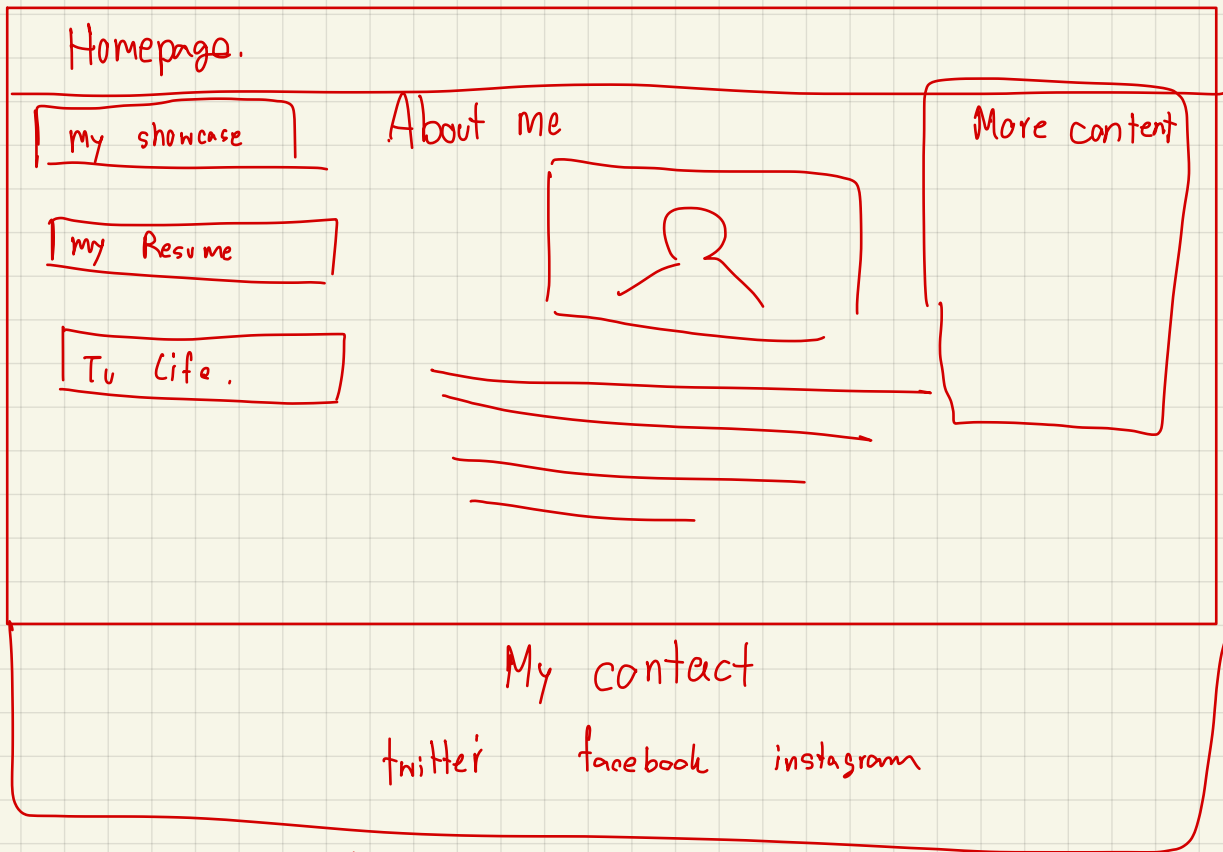 Homepage.
my showcase
my Resume
Tu Life.
About me
More content
My contact
twitter facebook instagram